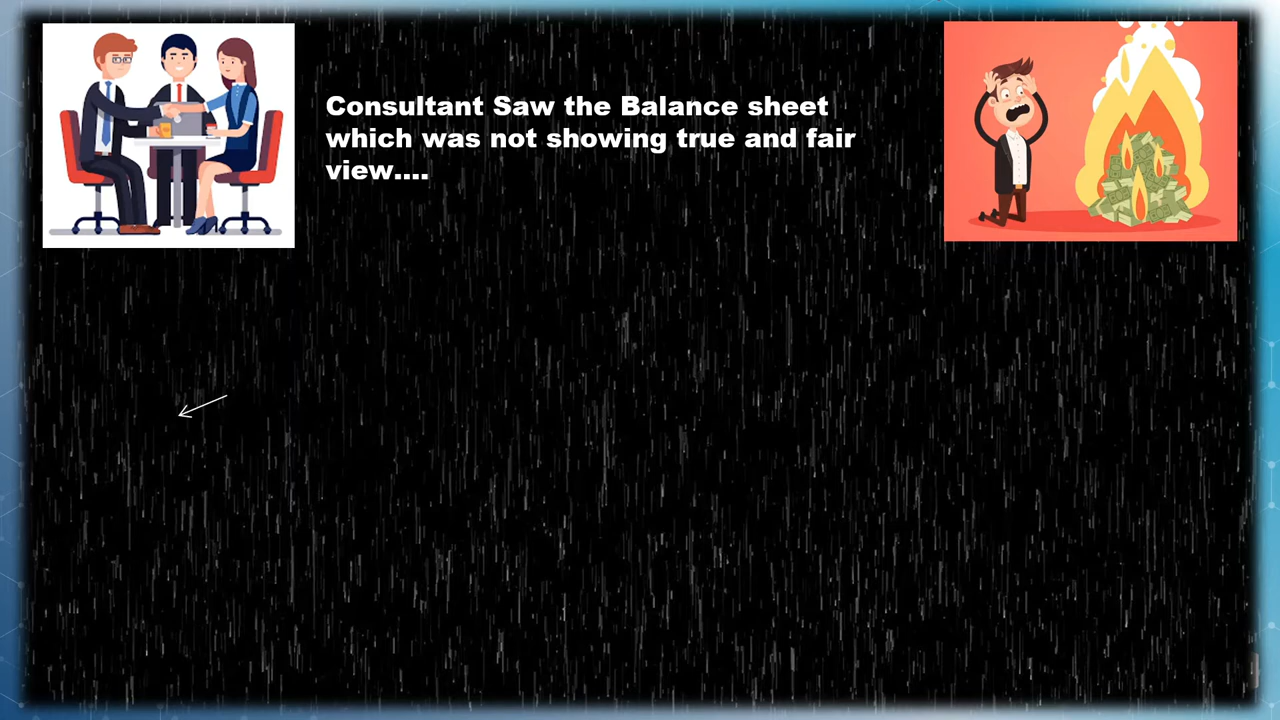 Consultant Saw the Balance sheet
which was not showing true and fair
view....